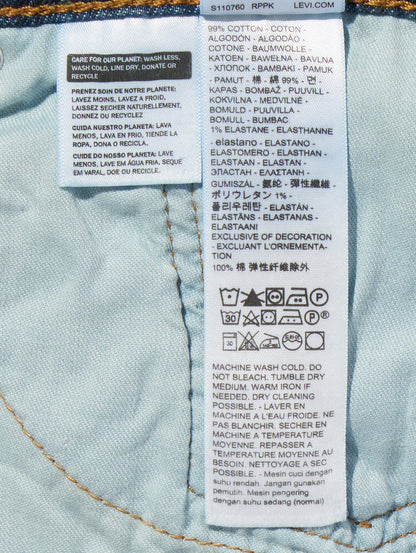 CARE FOR OUR PLANET: WASH LESS,
WASH COLD, LINE DRY, DONATE OR
RECYCLE
PRENEZ SOIN DE NOTRE PLANETE:
LAVEZ MOINS, LAVEZ A FROID,
LAISSEZ SECHER NATURELLEMENT,
DONNEZ OU RECYCLEZ
CUIDA NUESTRO PLANETA: LAVA
MENOS, LAVA EN FRIO, TIENDE LA
ROPA, DONA O RECICLA.
CUIDE DO NOSSO PLANETA: LAVE
MENOS, LAVE EM ÁGUA FRIA, SEQUE
EM VARAL, DOE OU RECICLE.
S110760 RPPK LEVI.COM
99% COTTON - COTON -
ALGODÓN - ALGODÃO -
COTONE - BAUMWOLLE -
KATOEN - BAWEŁNA - BAVLNA
- ХЛОПОК - BAMBAKI - PAMUK
- PAMUT - 棉 - 綿 99% - 면 -
KAPAS - BOMBAŽ - PUUVILL -
KOKVILNA - MEDVILNĖ -
BOMULD - PUUVILLA -
BOMULL - BUMBAC
1% ELASTANE - ELASTHANNE
- elastano - ELASTANO -
ELASTOMERO - ELASTHAN -
ELASTAAN - ELASTAN -
ЭЛАСТАН - ELASTANH -
GUMISZÁL - 氨纶 - 弾性纖維 -
ポリウレタン 1% -
폴리우레탄 - ELASTÁN -
ELASTĀNS - ELASTANAS -
ELASTAANI
EXCLUSIVE OF DECORATION
- EXCLUANT L'ORNEMENTA-
TION
100% 棉 弹性纤维除外
P
30 P
30
MACHINE WASH COLD. DO
NOT BLEACH. TUMBLE DRY
MEDIUM. WARM IRON IF
NEEDED. DRY CLEANING
POSSIBLE. - LAVER EN
MACHINE A L'EAU FROIDE. NE
PAS BLANCHIR. SECHER EN
MACHINE A TEMPERATURE
MOYENNE. REPASSER A
TEMPERATURE MOYENNE AU
BESOIN. NETTOYAGE A SEC
POSSIBLE. - Mesin cuci dengan
suhu rendah. Jangan gunakan
pemutih. Mesin pengering
dengan suhu sedang (normal)